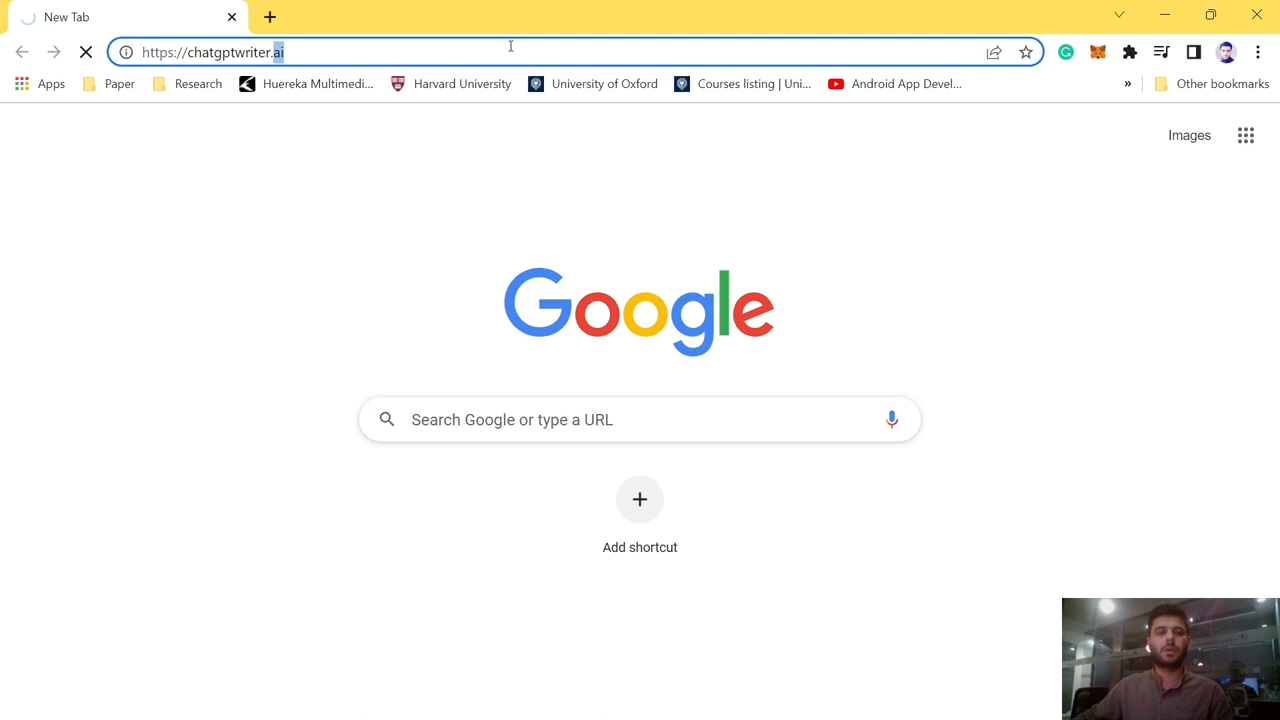 New Tab
https://chatgptwriter.ai
Apps Paper Research Huereka Multimedi... Harvard University University of Oxford Courses listing | Uni... Android App Devel... » Other bookmarks
Images
Google
Search Google or type a URL
Add shortcut